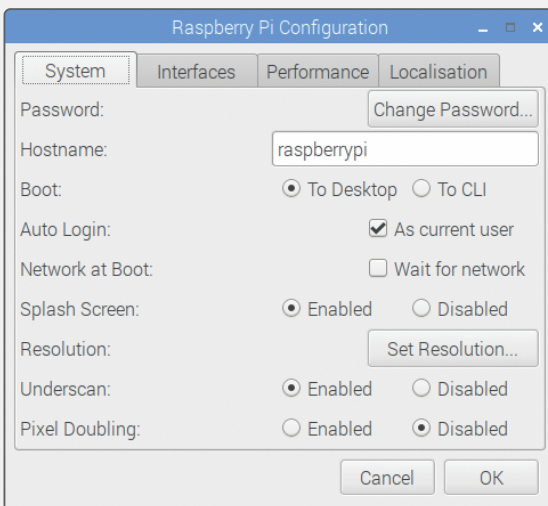 Raspberry Pi Configuration
System Interfaces Performance Localisation
Password: Change Password...
Hostname: raspberrypi
Boot: To Desktop To CLI
Auto Login: As current user
Network at Boot: Wait for network
Splash Screen: Enabled Disabled
Resolution: Set Resolution...
Underscan: Enabled Disabled
Pixel Doubling: Enabled Disabled
Cancel OK